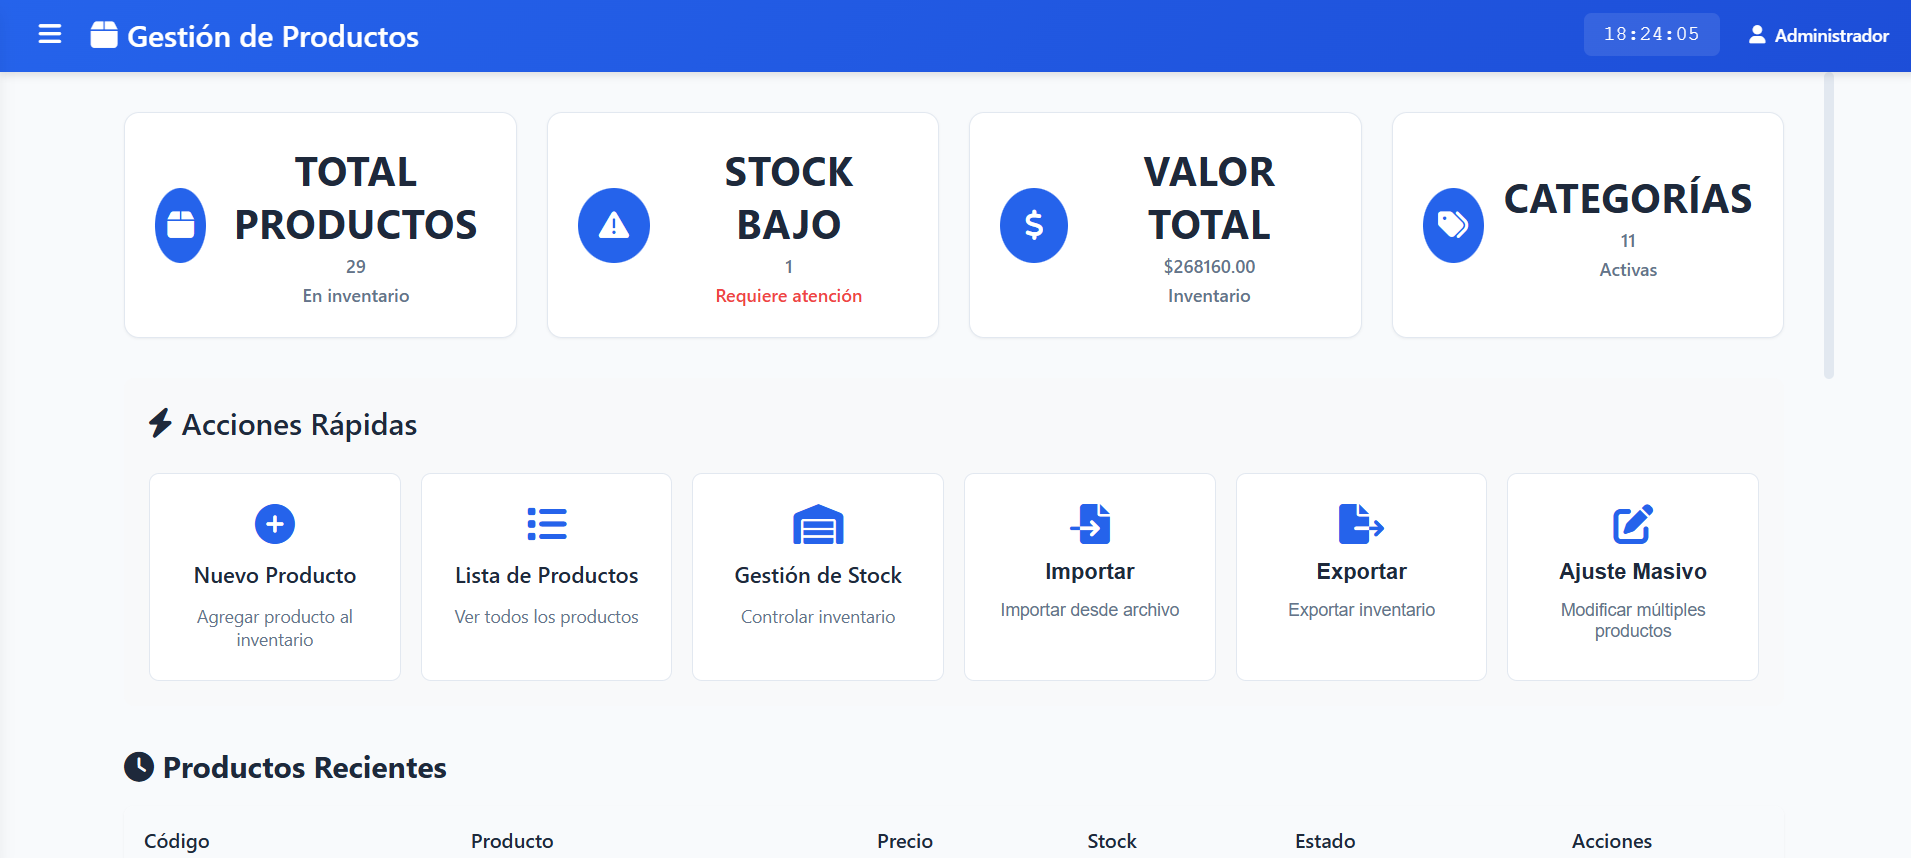 Gestión de Productos
18:24:05
Administrador
TOTAL
PRODUCTOS
29
En inventario
STOCK
BAJO
1
Requiere atención
VALOR
TOTAL
$268160.00
Inventario
CATEGORÍAS
11
Activas
Acciones Rápidas
Nuevo Producto
Agregar producto al
inventario
Lista de Productos
Ver todos los productos
Gestión de Stock
Controlar inventario
Importar
Importar desde archivo
Exportar
Exportar inventario
Ajuste Masivo
Modificar múltiples
productos
Productos Recientes
Código Producto Precio Stock Estado Acciones